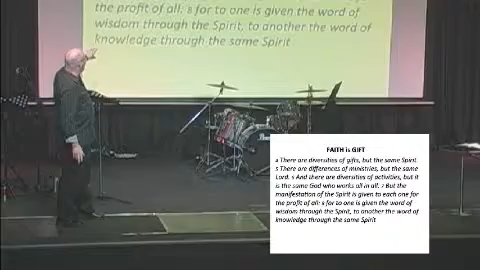 the profit of all: 8 for to one is given the word of
wisdom through the Spirit, to another the word of
knowledge through the same Spirit
FAITH is GIFT
4 There are diversities of gifts, but the same Spirit.
5 There are differences of ministries, but the same
Lord. 6 And there are diversities of activities, but it
is the same God who works all in all. 7 But the
manifestation of the Spirit is given to each one for
the profit of all: 8 for to one is given the word of
wisdom through the Spirit, to another the word of
knowledge through the same Spirit